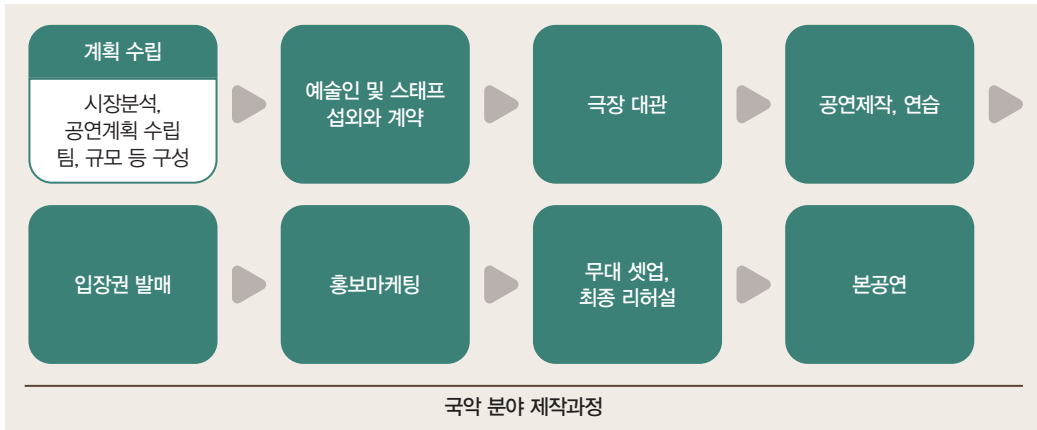 계획 수립
시장분석,
공연계획 수립
팀, 규모 등 구성
예술인 및 스태프
섭외와 계약
극장 대관
공연제작, 연습
입장권 발매
홍보마케팅
무대 셋업,
최종 리허설
본공연
국악 분야 제작과정